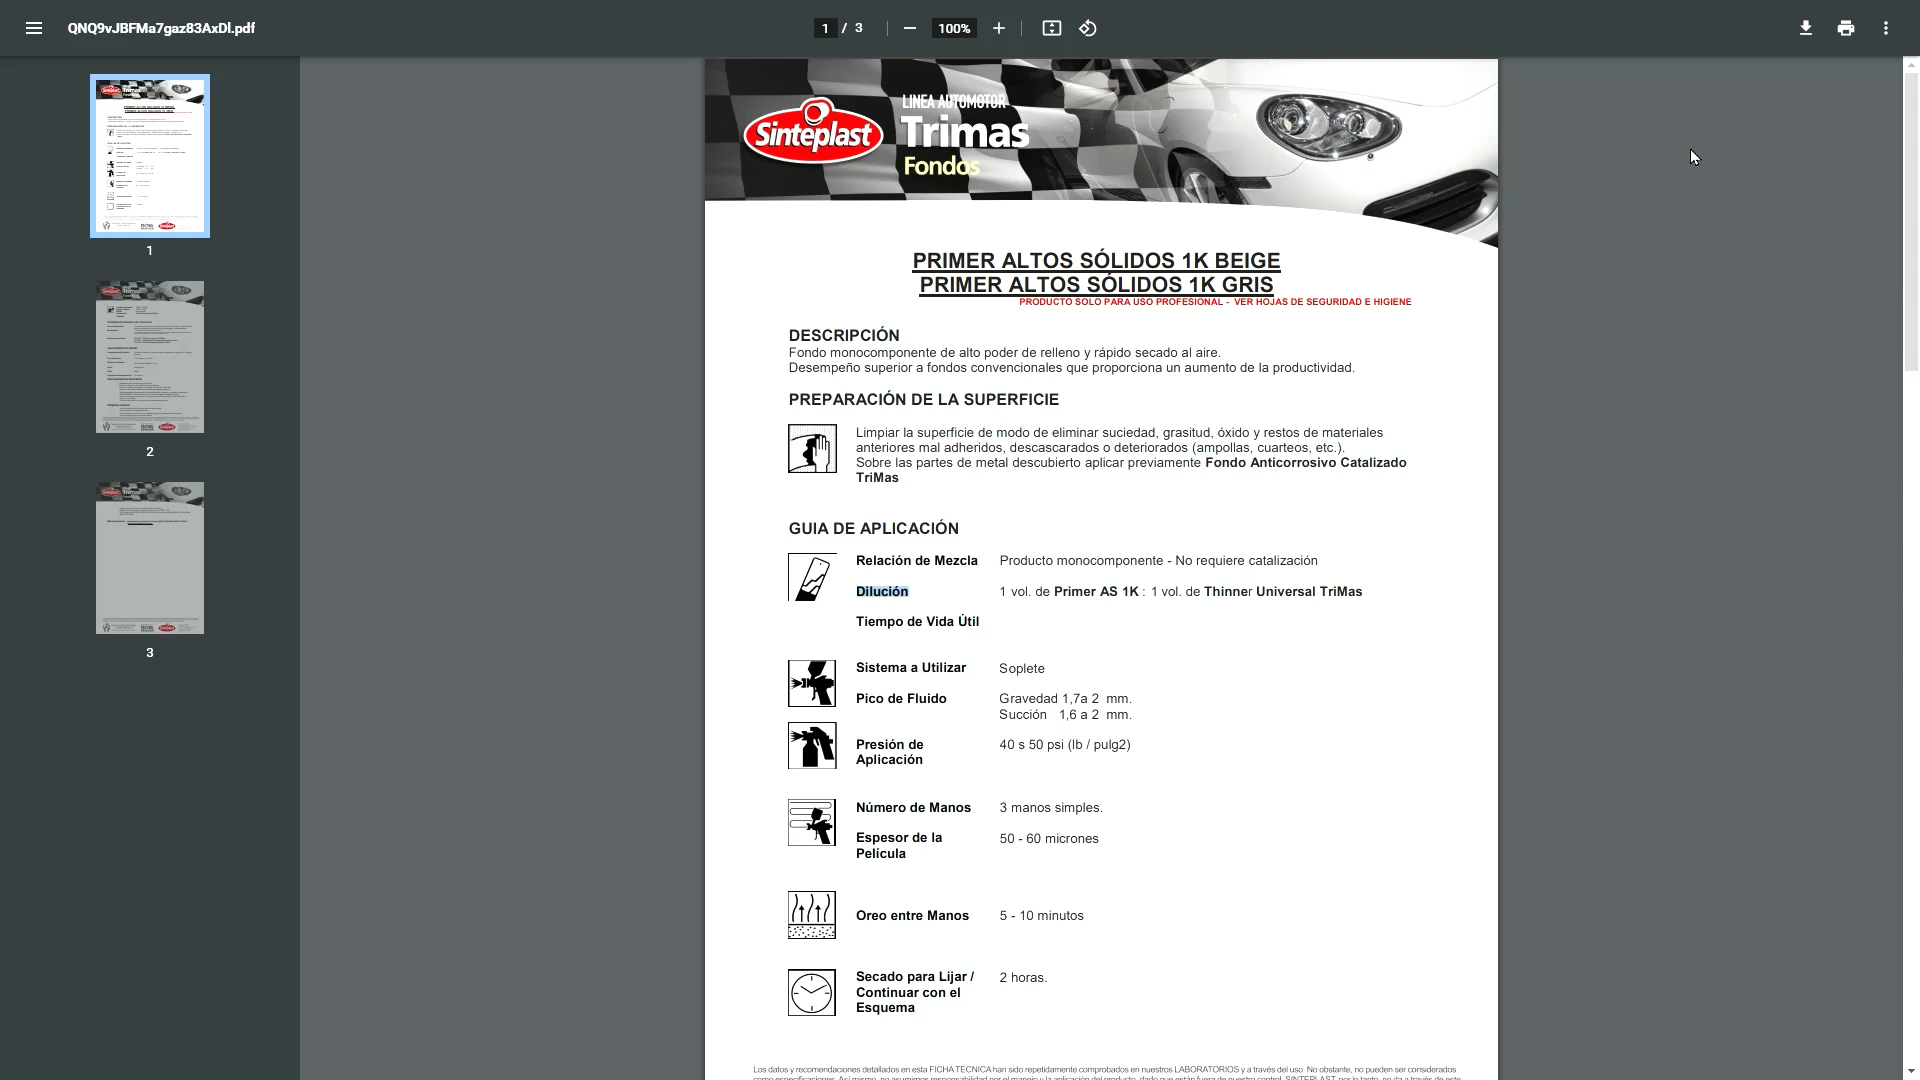 QNQ9vJBFMa7gaz83AxDl.pdf
1 / 3
100%
1
2
3
Sinteplast
LINEA AUTOMOTOR
Trimas
Fondos
PRIMER ALTOS SÓLIDOS 1K BEIGE
PRIMER ALTOS SÓLIDOS 1K GRIS
PRODUCTO SOLO PARA USO PROFESIONAL - VER HOJAS DE SEGURIDAD E HIGIENE
DESCRIPCIÓN
Fondo monocomponente de alto poder de relleno y rápido secado al aire.
Desempeño superior a fondos convencionales que proporciona un aumento de la productividad.
PREPARACIÓN DE LA SUPERFICIE
Limpiar la superficie de modo de eliminar suciedad, grasitud, óxido y restos de materiales
anteriores mal adheridos, descascarados o deteriorados (ampollas, cuarteos, etc.).
Sobre las partes de metal descubierto aplicar previamente Fondo Anticorrosivo Catalizado
TriMas
GUIA DE APLICACIÓN
Relación de Mezcla Producto monocomponente - No requiere catalización
Dilución 1 vol. de Primer AS 1K : 1 vol. de Thinner Universal TriMas
Tiempo de Vida Útil
Sistema a Utilizar Soplete
Pico de Fluido Gravedad 1,7a 2 mm.
Succión 1,6 a 2 mm.
Presión de 40 s 50 psi (lb / pulg2)
Aplicación
Número de Manos 3 manos simples.
Espesor de la 50 - 60 micrones
Película
Oreo entre Manos 5 - 10 minutos
Secado para Lijar / 2 horas.
Continuar con el
Esquema
Los datos y recomendaciones detallados en esta FICHA TECNICA han sido repetidamente comprobados en nuestros LABORATORIOS y a través del uso. No obstante, no pueden ser considerados